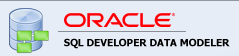 ORACLE
SQL DEVELOPER DATA MODELER